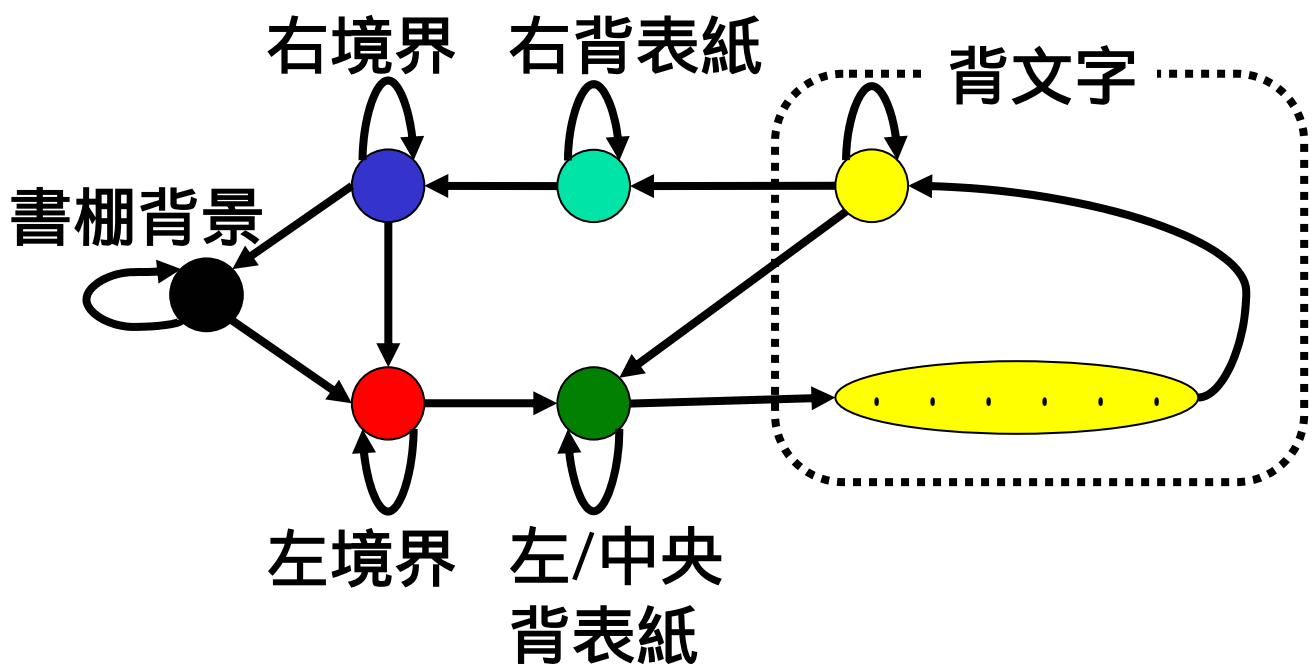 右境界
右背表紙
背文字
書棚背景
左境界
左/中央
背表紙